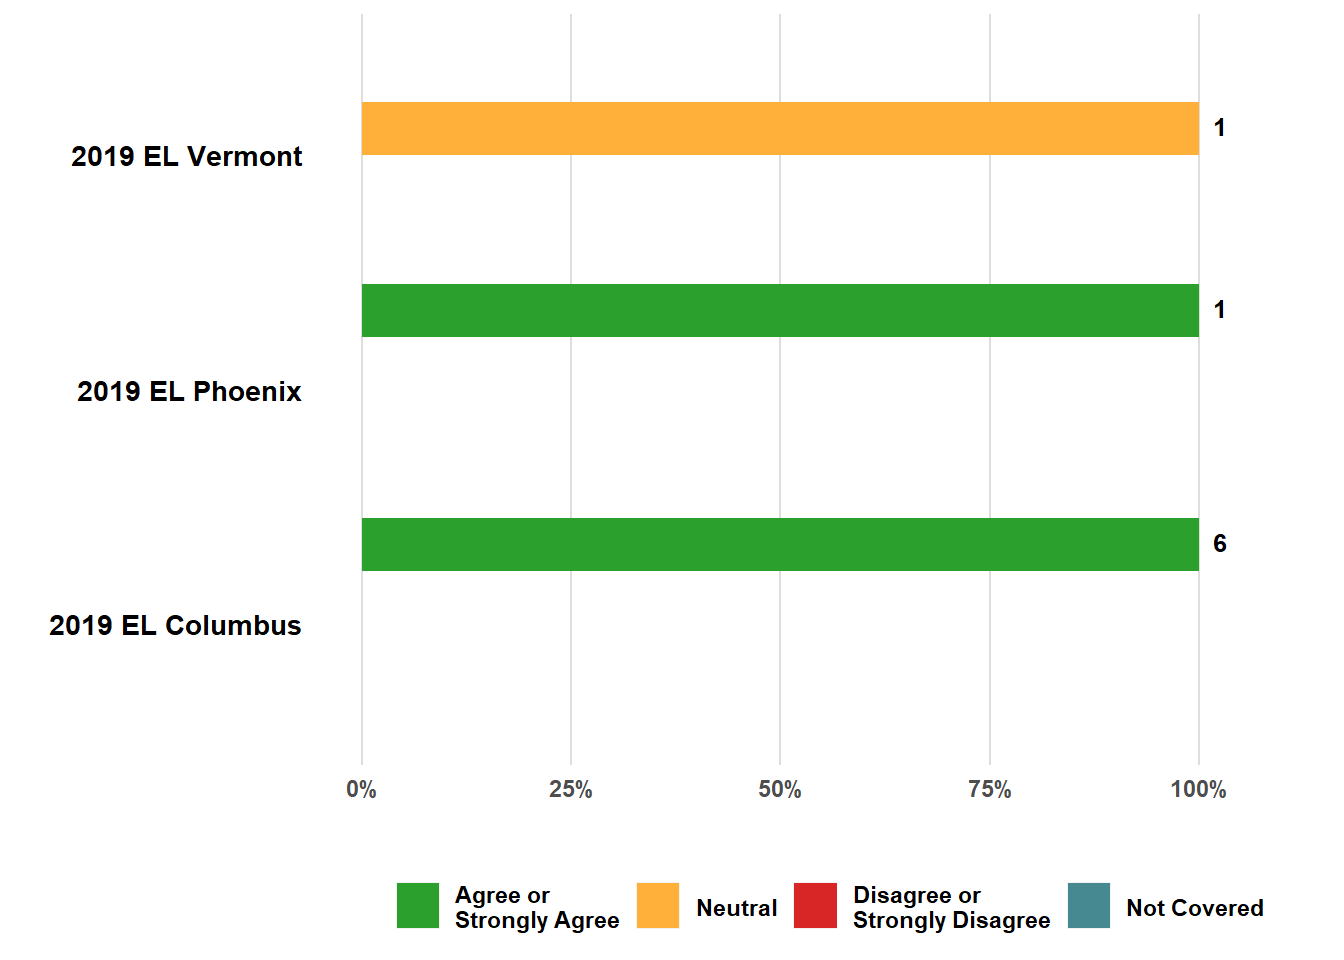 1
2019 EL Vermont
1
2019 EL Phoenix
6
2019 EL Columbus
0%
25%
50%
75%
100%
Agree or
Strongly Agree
Neutral
Disagree or
Strongly Disagree
Not Covered